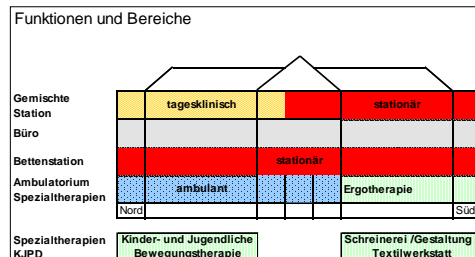 Funktionen und Bereiche
Gemischte tagesklinisch stationär
Station
Büro
Bettenstation stationär
Ambulatorium ambulant Ergotherapie
Spezialtherapien
Nord Süd
Spezialtherapien Kinder- und Jugendliche Schreinerei /Gestaltung
KJPD Bewegungstherapie Textilwerkstatt